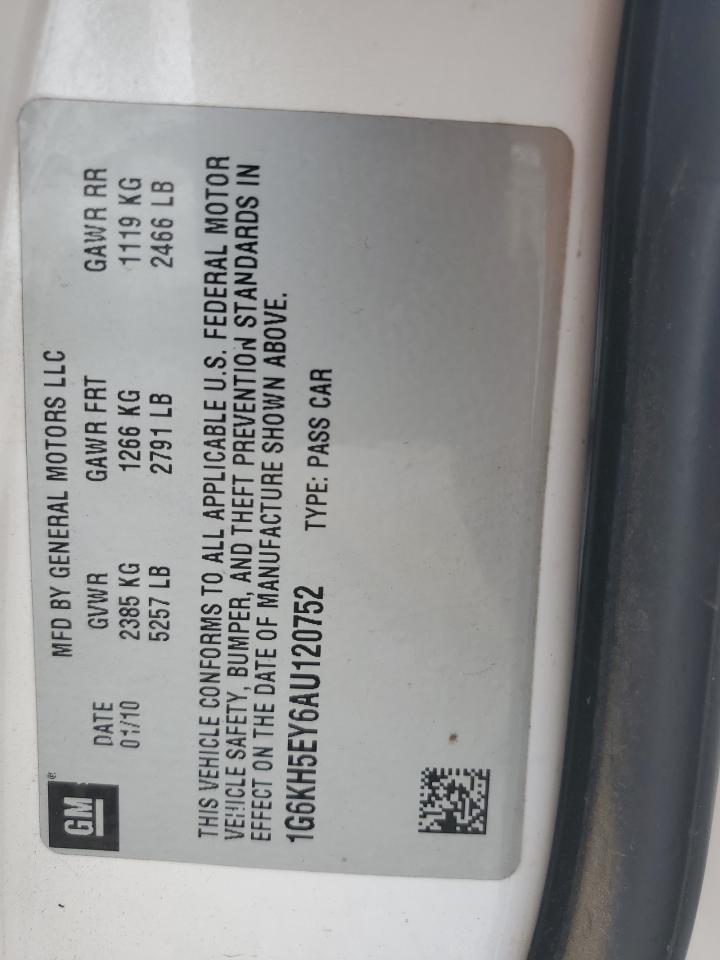 GM®
MFD BY GENERAL MOTORS LLC
DATE GVWR GAWR FRT GAWR RR
01/10 2385 KG 1266 KG 1119 KG
5257 LB 2791 LB 2466 LB
THIS VEHICLE CONFORMS TO ALL APPLICABLE U.S. FEDERAL MOTOR
VEHICLE SAFETY, BUMPER, AND THEFT PREVENTION STANDARDS IN
EFFECT ON THE DATE OF MANUFACTURE SHOWN ABOVE.
1G6KH5EY6AU120752 TYPE: PASS CAR